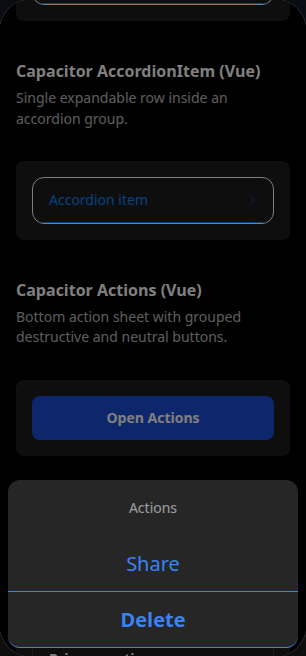 Capacitor AccordionItem (Vue)
Single expandable row inside an
accordion group.
Accordion item
Capacitor Actions (Vue)
Bottom action sheet with grouped
destructive and neutral buttons.
Open Actions
Actions
Share
Delete